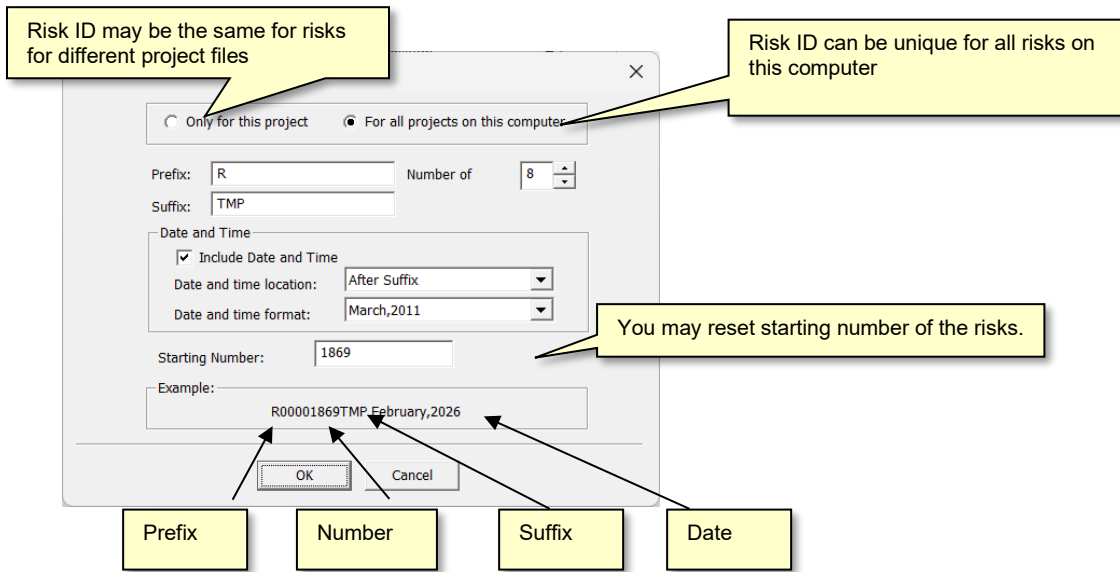 Risk ID may be the same for risks
for different project files
Risk ID can be unique for all risks on
this computer
Only for this project
For all projects on this computer
Prefix:
R
Number of
8
Suffix:
TMP
Date and Time
Include Date and Time
Date and time location:
After Suffix
Date and time format:
March,2011
You may reset starting number of the risks.
Starting Number:
1869
Example:
R00001869TMP February,2026
OK
Cancel
Prefix
Number
Suffix
Date